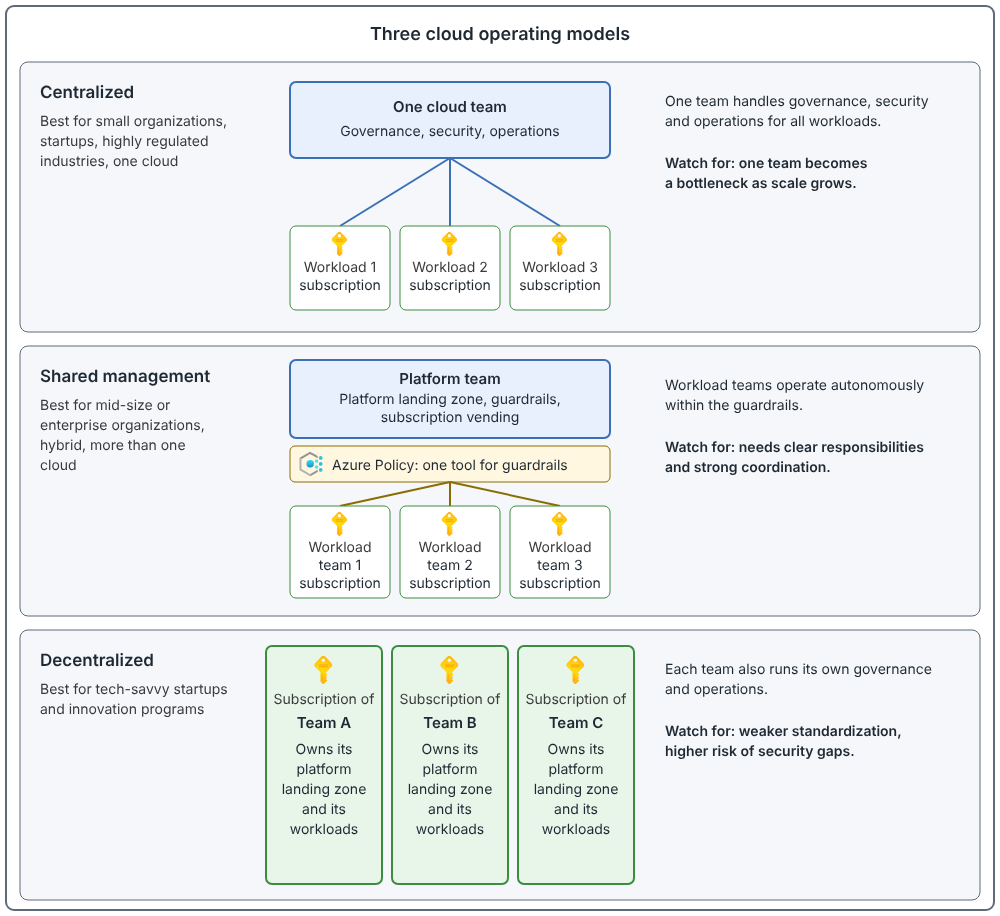 Three cloud operating models
Centralized
Best for small organizations,
startups, highly regulated
industries, one cloud
One cloud team
Governance, security, operations
Workload 1
subscription
Workload 2
subscription
Workload 3
subscription
One team handles governance, security
and operations for all workloads.
Watch for: one team becomes
a bottleneck as scale grows.
Shared management
Best for mid-size or
enterprise organizations,
hybrid, more than one
cloud
Platform team
Platform landing zone, guardrails,
subscription vending
Azure Policy: one tool for guardrails
Workload
team 1
subscription
Workload
team 2
subscription
Workload
team 3
subscription
Workload teams operate autonomously
within the guardrails.
Watch for: needs clear responsibilities
and strong coordination.
Decentralized
Best for tech-savvy startups
and innovation programs
Subscription of
Team A
Owns its
platform
landing zone
and its
workloads
Subscription of
Team B
Owns its
platform
landing zone
and its
workloads
Subscription of
Team C
Owns its
platform
landing zone
and its
workloads
Each team also runs its own governance
and operations.
Watch for: weaker standardization,
higher risk of security gaps.